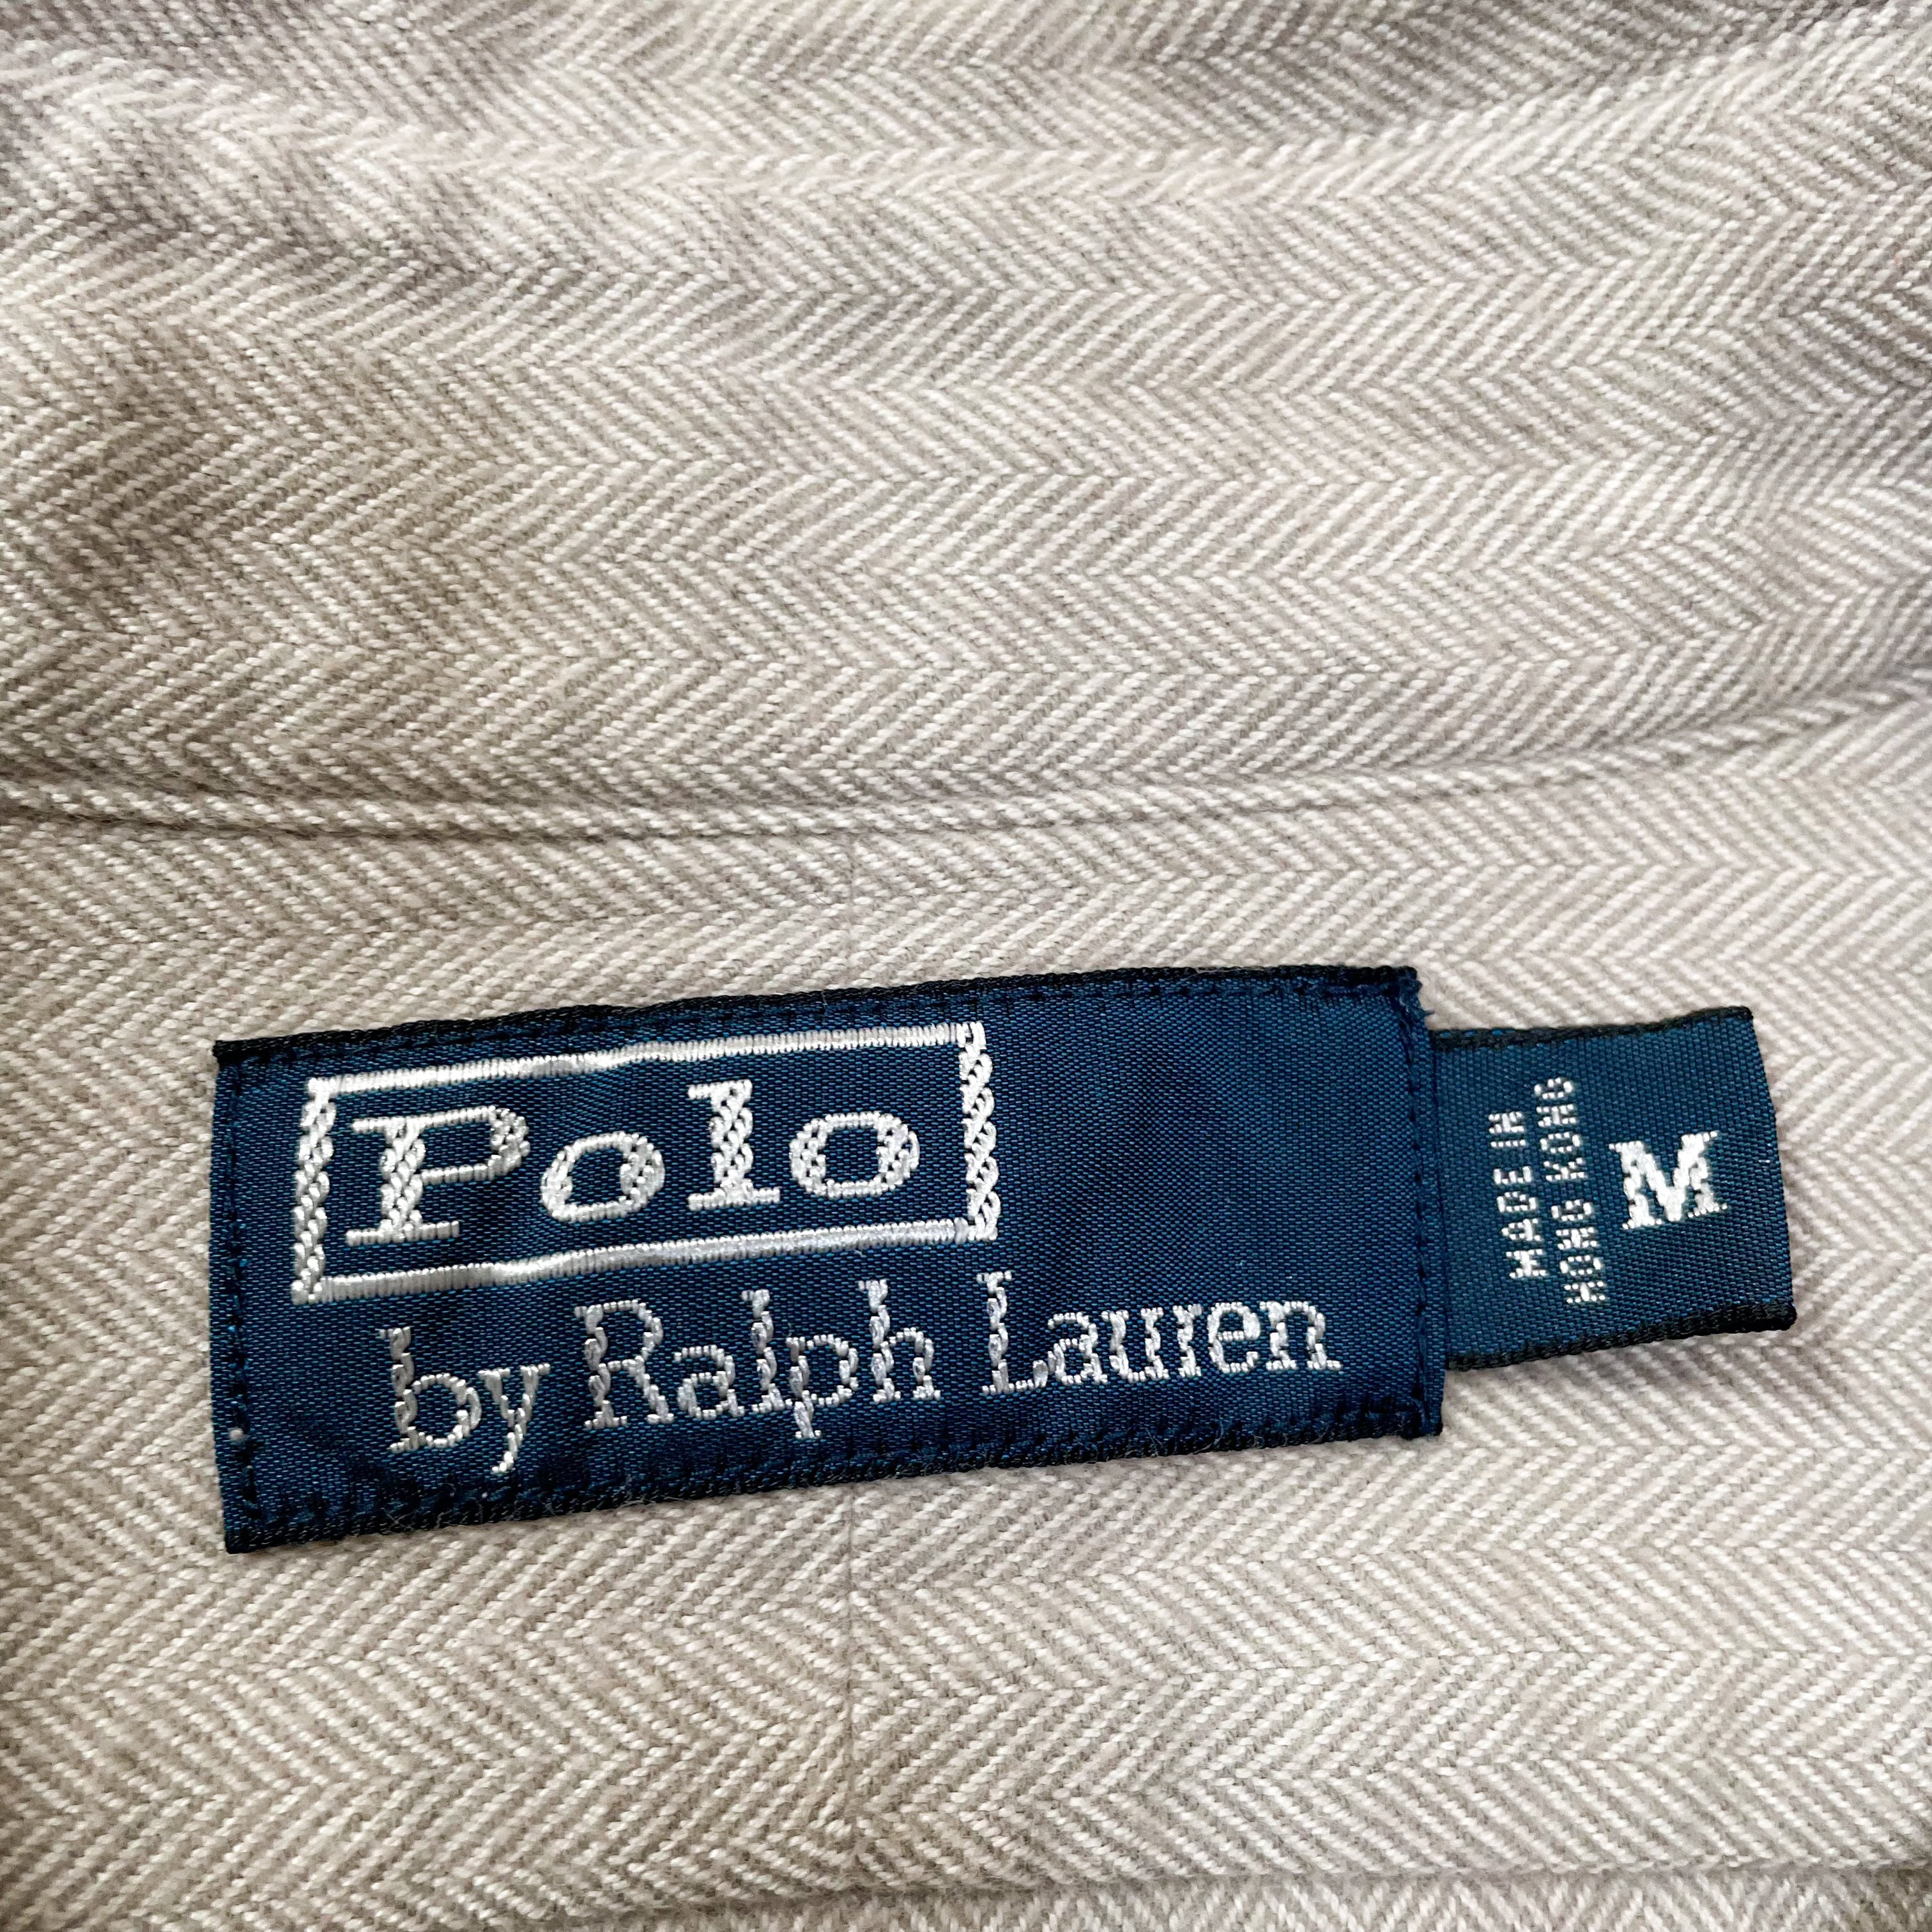 Polo
by Ralph Lauren
MADE IN
HONG KONG
M